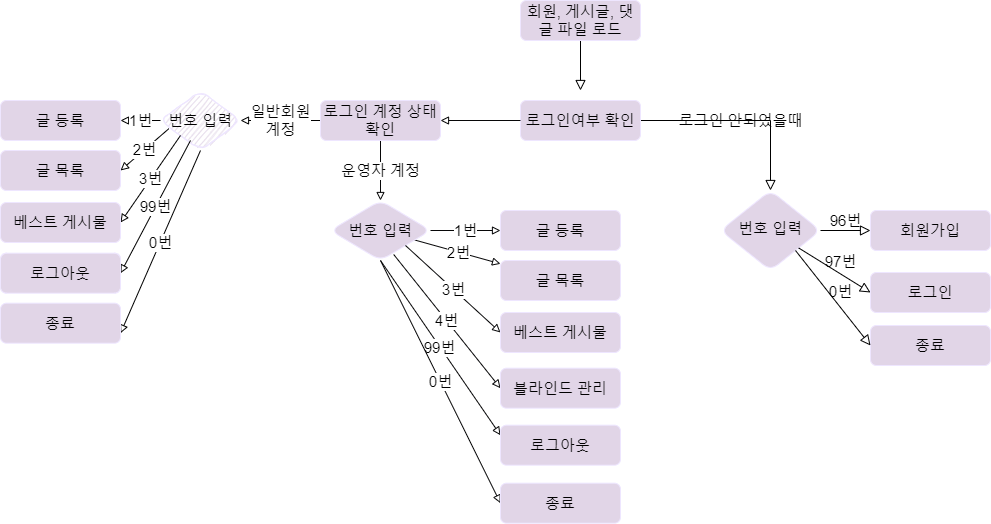 회원, 게시글, 댓
글 파일 로드
로그인여부 확인
로그인 안되었을때
로그인 계정 상태
확인
일반회원
계정
번호 입력
1번
글 등록
2번
글 목록
3번
베스트 게시물
99번
로그아웃
0번
종료
운영자 계정
번호 입력
1번
글 등록
2번
글 목록
3번
베스트 게시물
4번
블라인드 관리
99번
로그아웃
0번
종료
번호 입력
96번
회원가입
97번
로그인
0번
종료